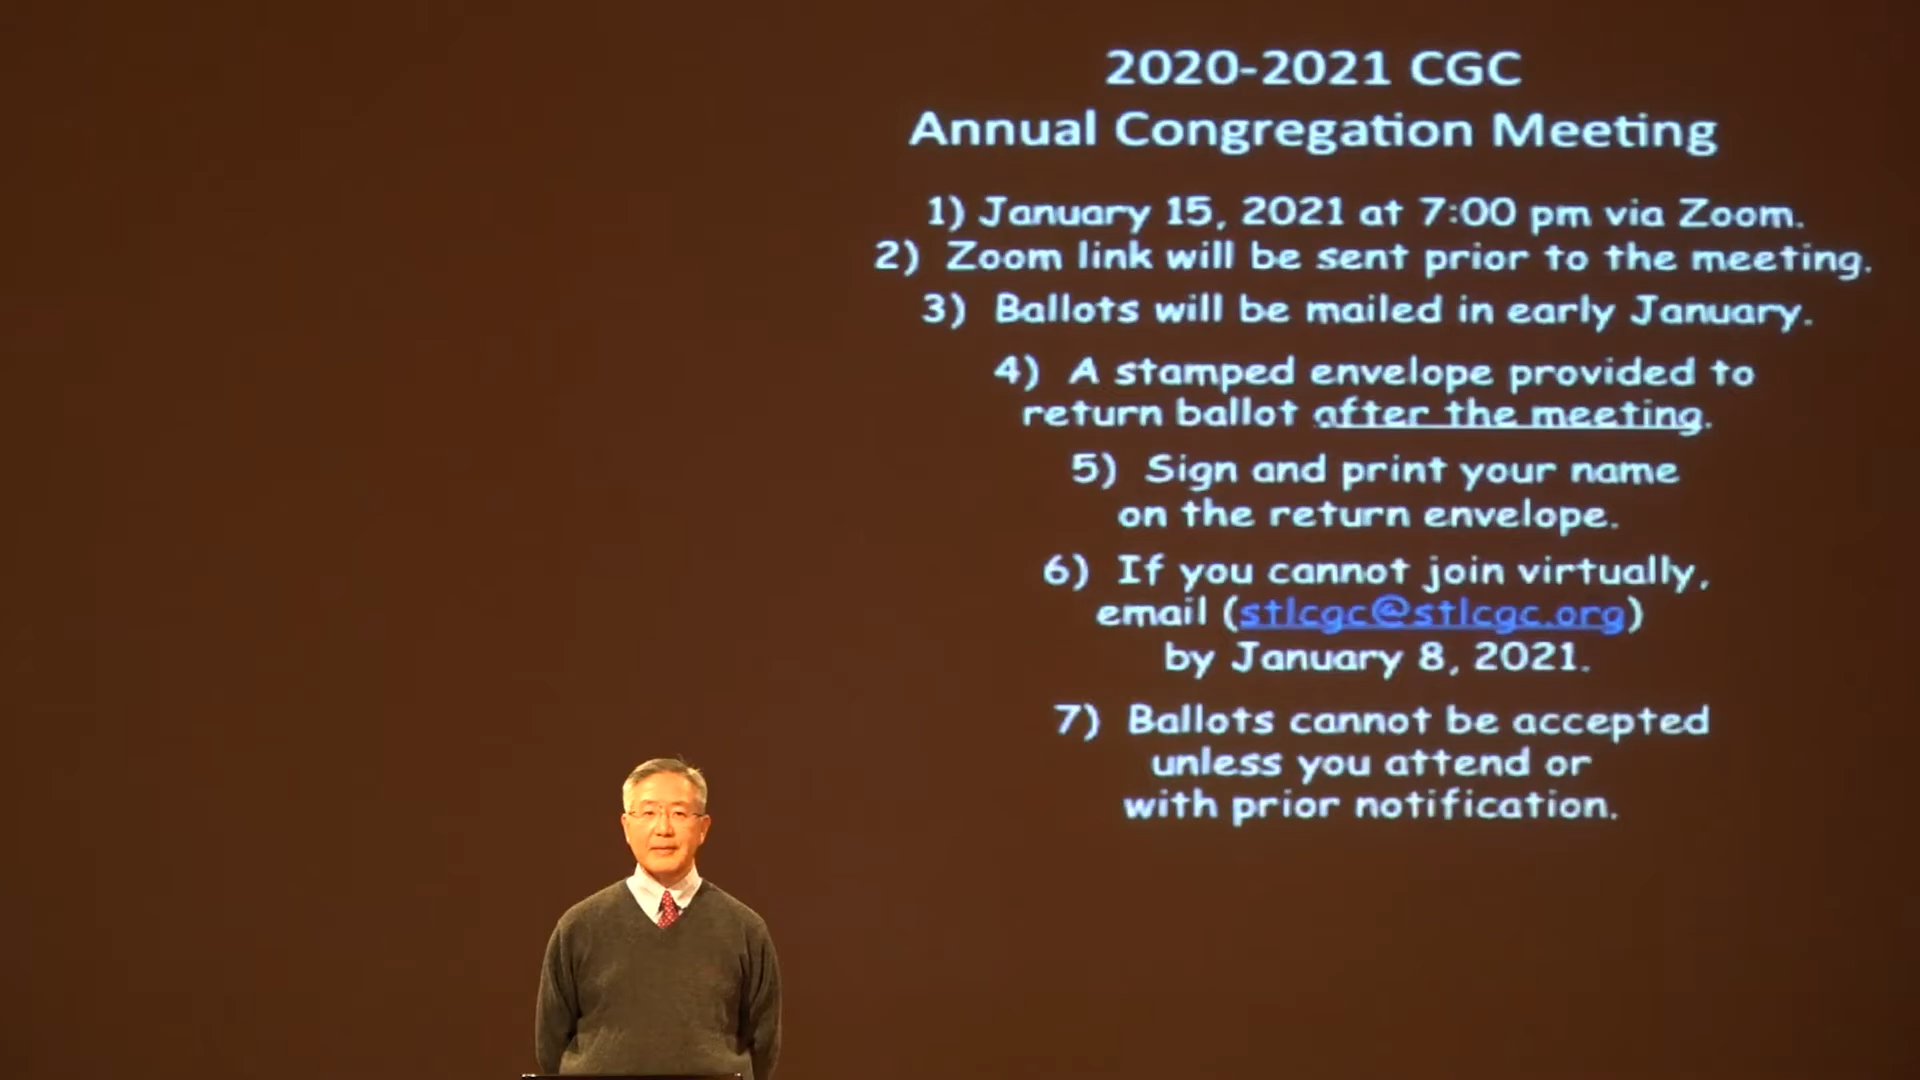 2020-2021 CGC
Annual Congregation Meeting
1) January 15, 2021 at 7:00 pm via Zoom.
2) Zoom link will be sent prior to the meeting.
3) Ballots will be mailed in early January.
4) A stamped envelope provided to
return ballot after the meeting.
5) Sign and print your name
on the return envelope.
6) If you cannot join virtually,
email (stlcgc@stlcgc.org)
by January 8, 2021.
7) Ballots cannot be accepted
unless you attend or
with prior notification.